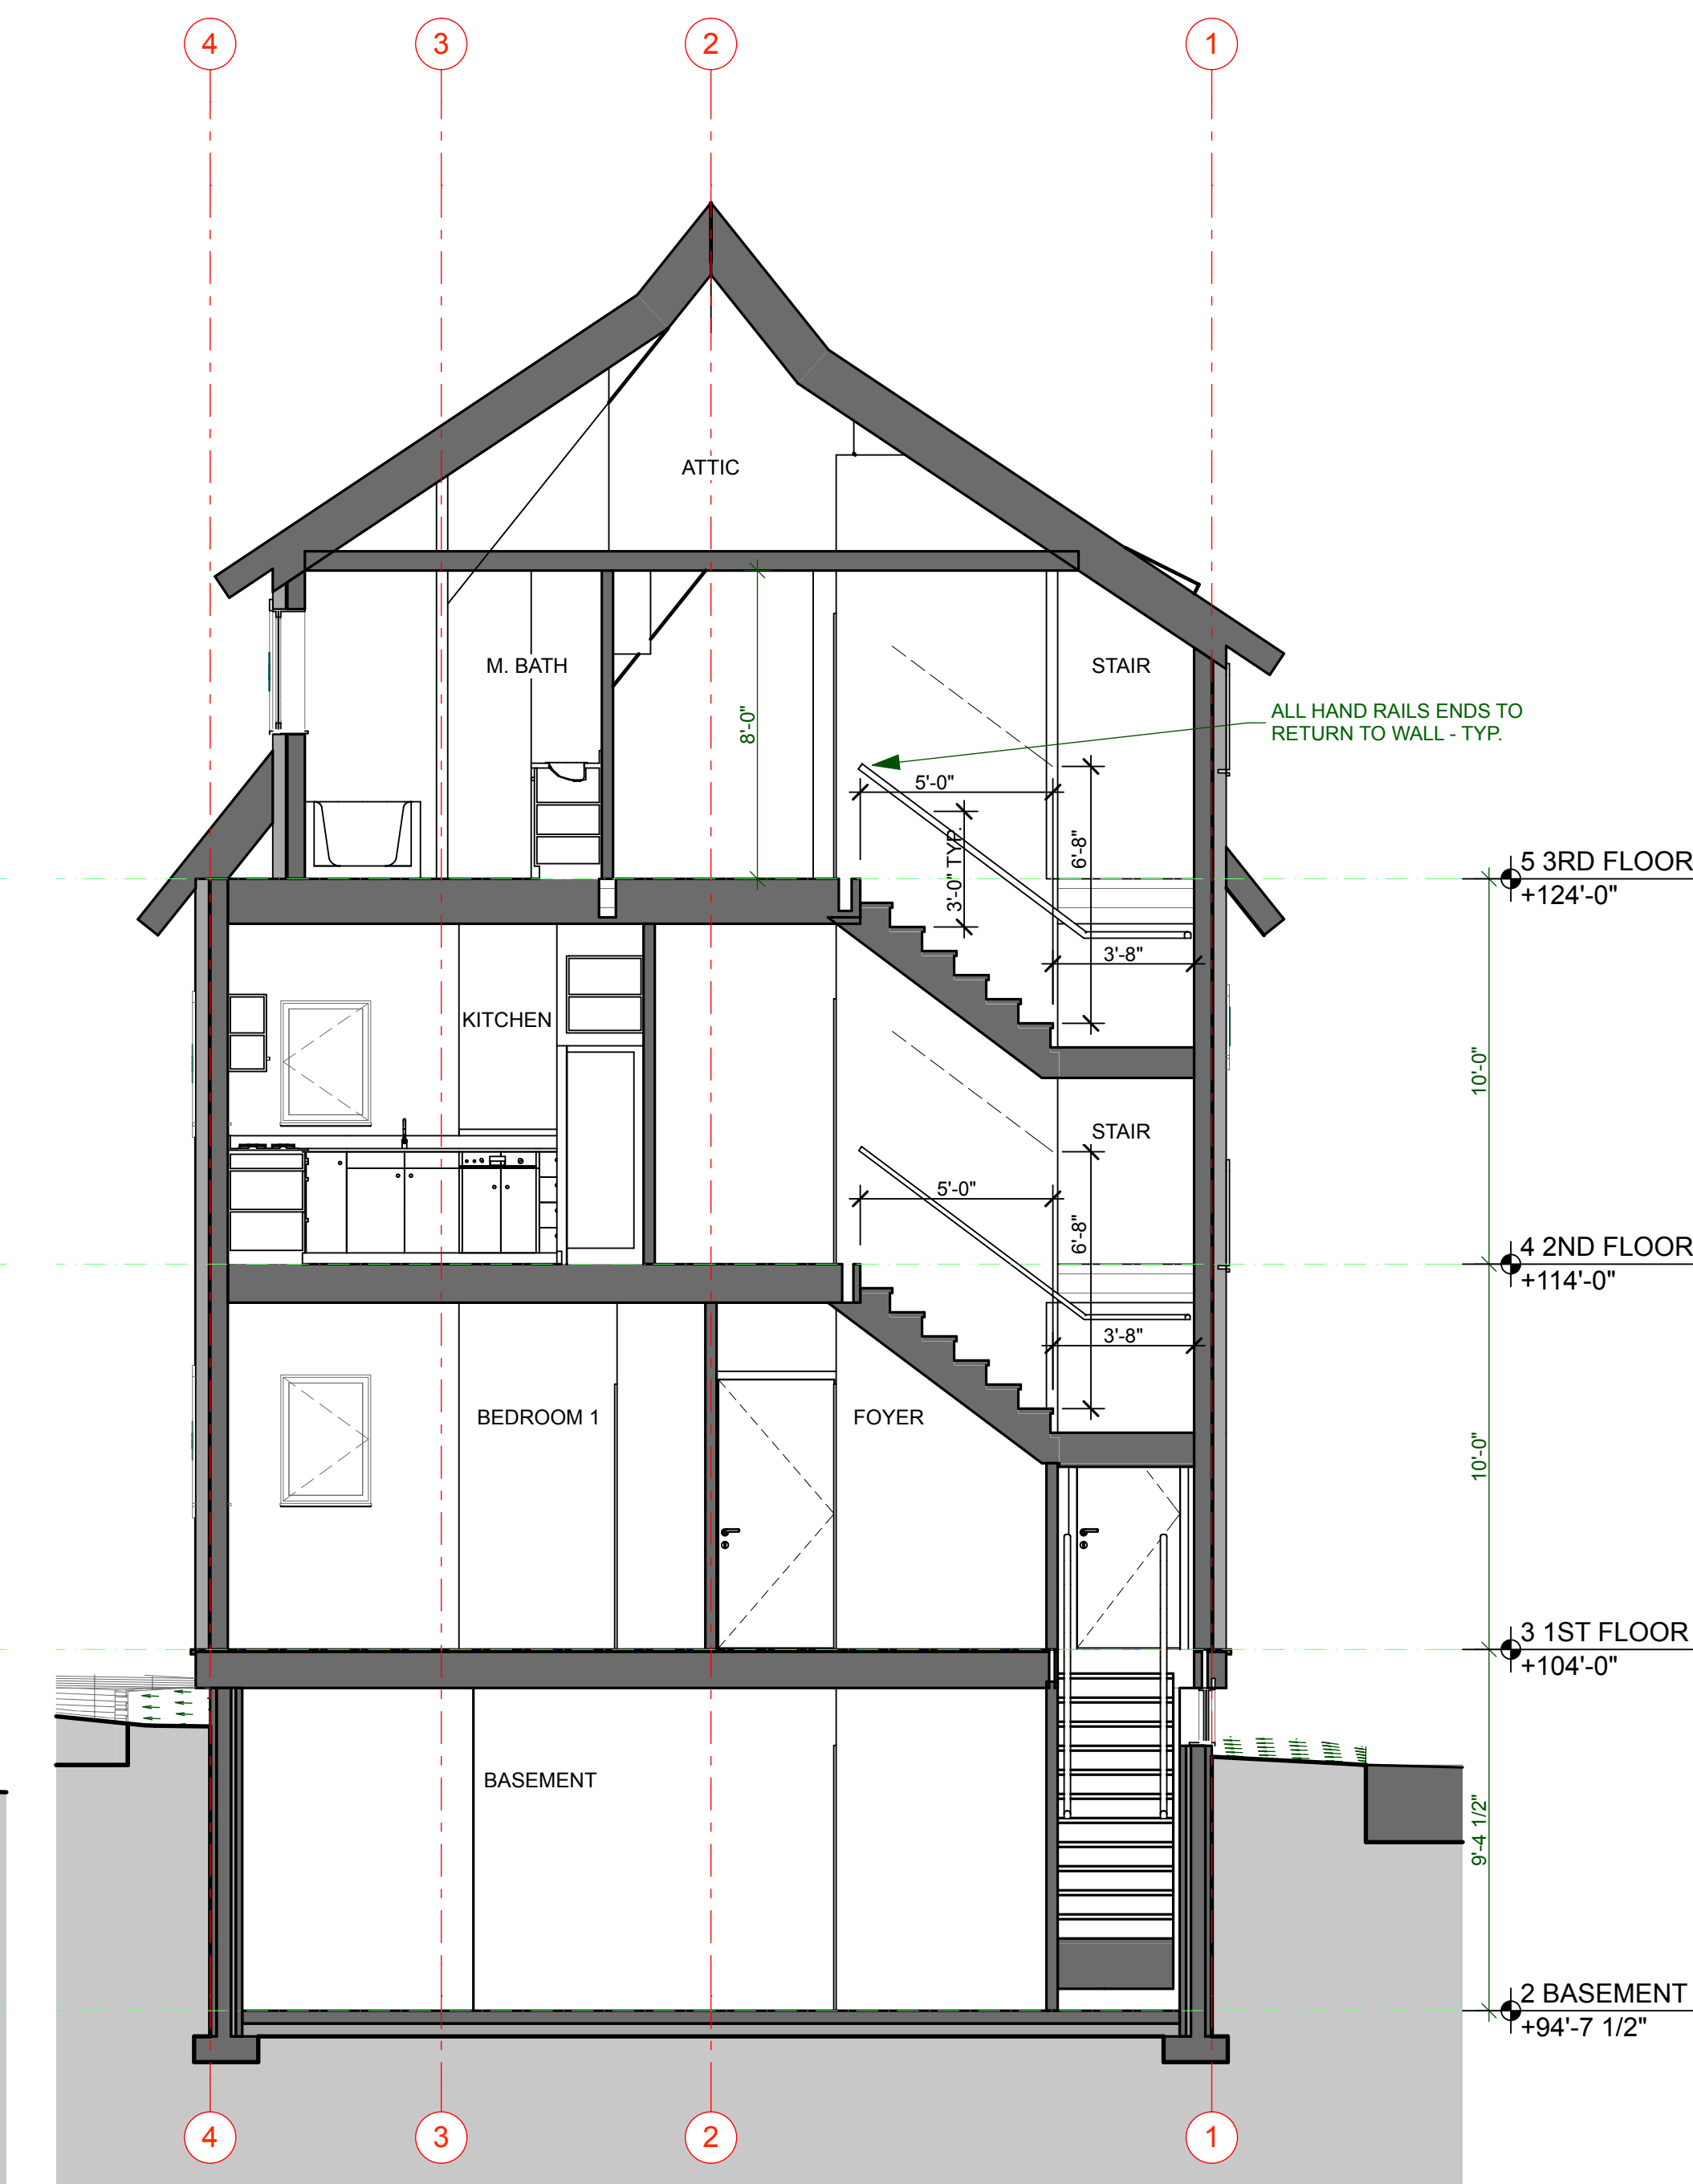 4
3
2
1
ATTIC
M. BATH
STAIR
8'-0"
ALL HAND RAILS ENDS TO
RETURN TO WALL - TYP.
5'-0"
3'-0" TYP.
6'-8"
5 3RD FLOOR
+124'-0"
3'-8"
KITCHEN
10'-0"
STAIR
5'-0"
6'-8"
4 2ND FLOOR
+114'-0"
3'-8"
BEDROOM 1
FOYER
10'-0"
3 1ST FLOOR
+104'-0"
BASEMENT
9'-4 1/2"
2 BASEMENT
+94'-7 1/2"
4
3
2
1